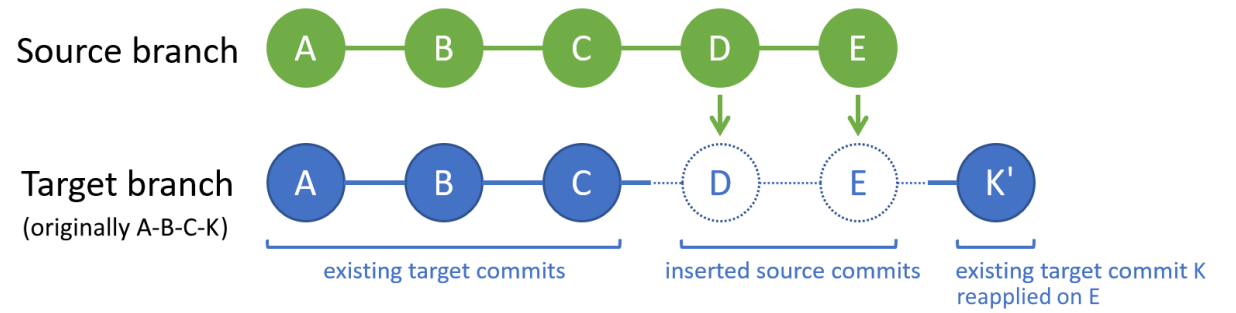 Source branch A B C D E
Target branch A B C D E K'
(originally A-B-C-K)
existing target commits inserted source commits existing target commit K
reapplied on E